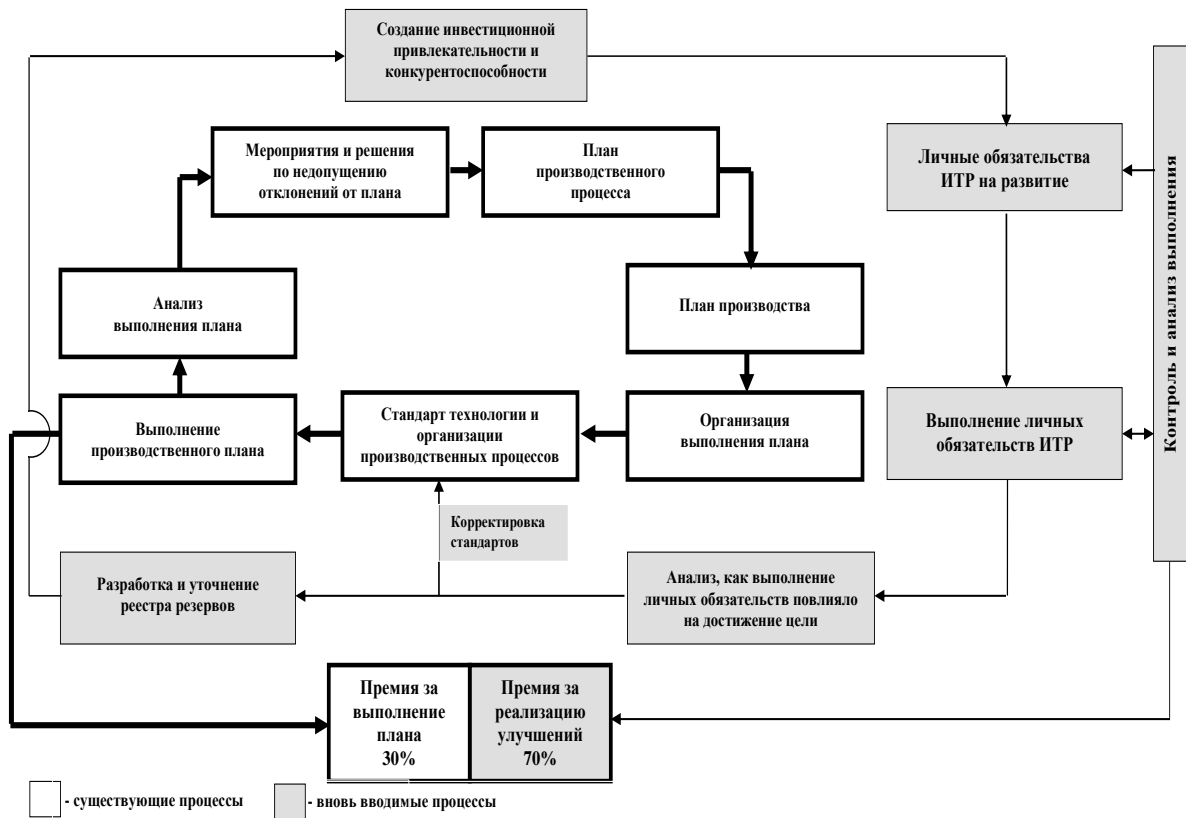 Создание инвестиционной
привлекательности и
конкурентоспособности
Мероприятия и решения
по недопущению
отклонений от плана
План
производственного
процесса
Личные обязательства
ИТР на развитие
Контроль и анализ выполнения
Анализ
выполнения плана
План производства
Выполнение
производственного плана
Стандарт технологии и
организации
производственных процессов
Организация
выполнения плана
Выполнение личных
обязательств ИТР
Корректировка
стандартов
Разработка и уточнение
реестра резервов
Анализ, как выполнение
личных обязательств повлияло
на достижение цели
Премия за
выполнение
плана
30%
Премия за
реализацию
улучшений
70%
- существующие процессы
- вновь вводимые процессы